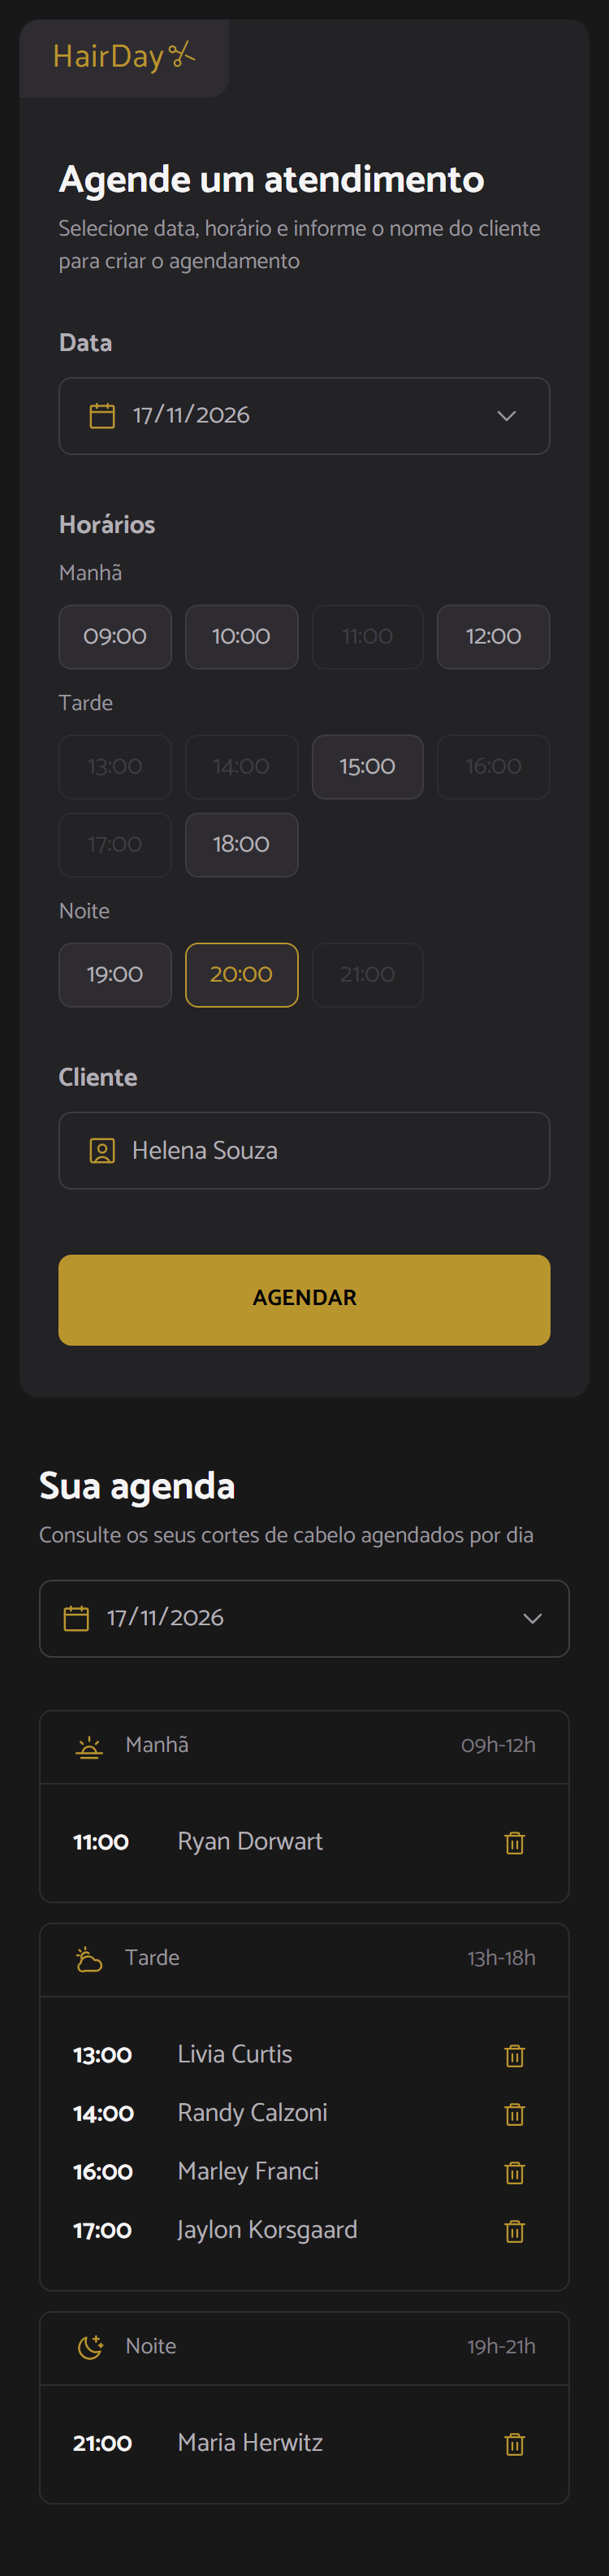 HairDay
Agende um atendimento
Selecione data, horário e informe o nome do cliente
para criar o agendamento
Data
17/11/2026
Horários
Manhã
09:00 10:00 11:00 12:00
Tarde
13:00 14:00 15:00 16:00
17:00 18:00
Noite
19:00 20:00 21:00
Cliente
Helena Souza
AGENDAR
Sua agenda
Consulte os seus cortes de cabelo agendados por dia
17/11/2026
Manhã 09h-12h
11:00 Ryan Dorwart
Tarde 13h-18h
13:00 Livia Curtis
14:00 Randy Calzoni
16:00 Marley Franci
17:00 Jaylon Korsgaard
Noite 19h-21h
21:00 Maria Herwitz